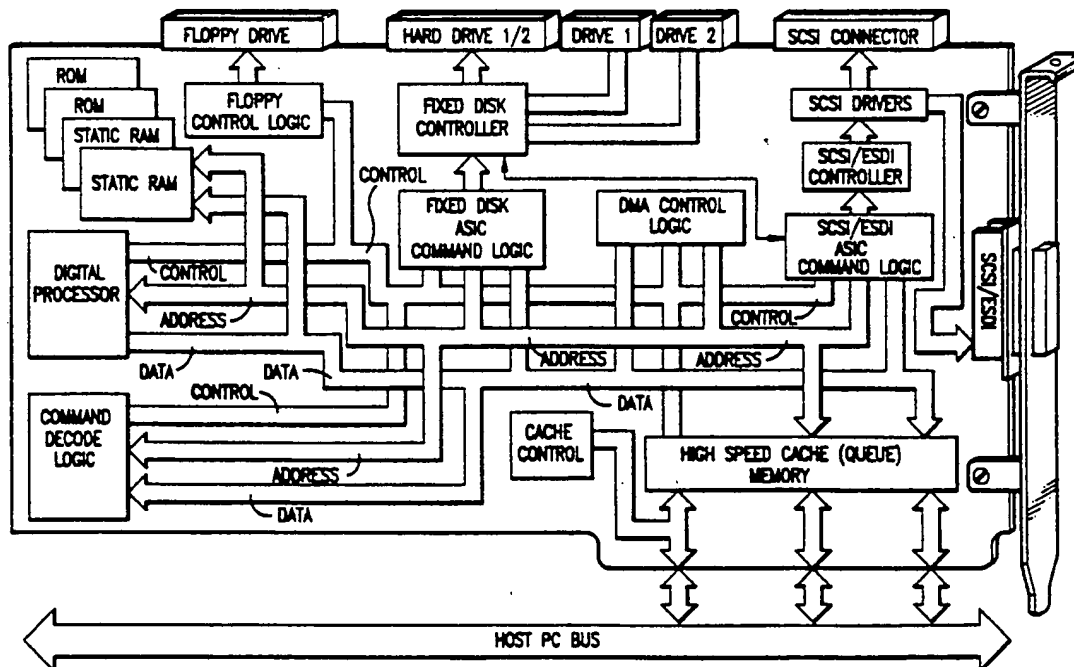 FLOPPY DRIVE
HARD DRIVE 1/2
DRIVE 1
DRIVE 2
SCSI CONNECTOR
ROM
ROM
STATIC RAM
STATIC RAM
FLOPPY
CONTROL LOGIC
FIXED DISK
CONTROLLER
SCSI DRIVERS
SCSI/ESDI
CONTROLLER
CONTROL
FIXED DISK
ASIC
COMMAND LOGIC
DMA CONTROL
LOGIC
SCSI/ESDI
ASIC
COMMAND LOGIC
SCSI/ESDI
DIGITAL
PROCESSOR
CONTROL
ADDRESS
CONTROL
ADDRESS
ADDRESS
DATA
DATA
DATA
CONTROL
COMMAND
DECODE
LOGIC
ADDRESS
DATA
CACHE
CONTROL
HIGH SPEED CACHE (QUEUE)
MEMORY
HOST PC BUS